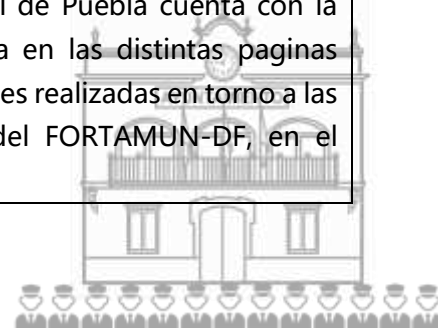 l de Puebla cuenta con la
a en las distintas paginas
es realizadas en torno a las
del FORTAMUN-DF, en el